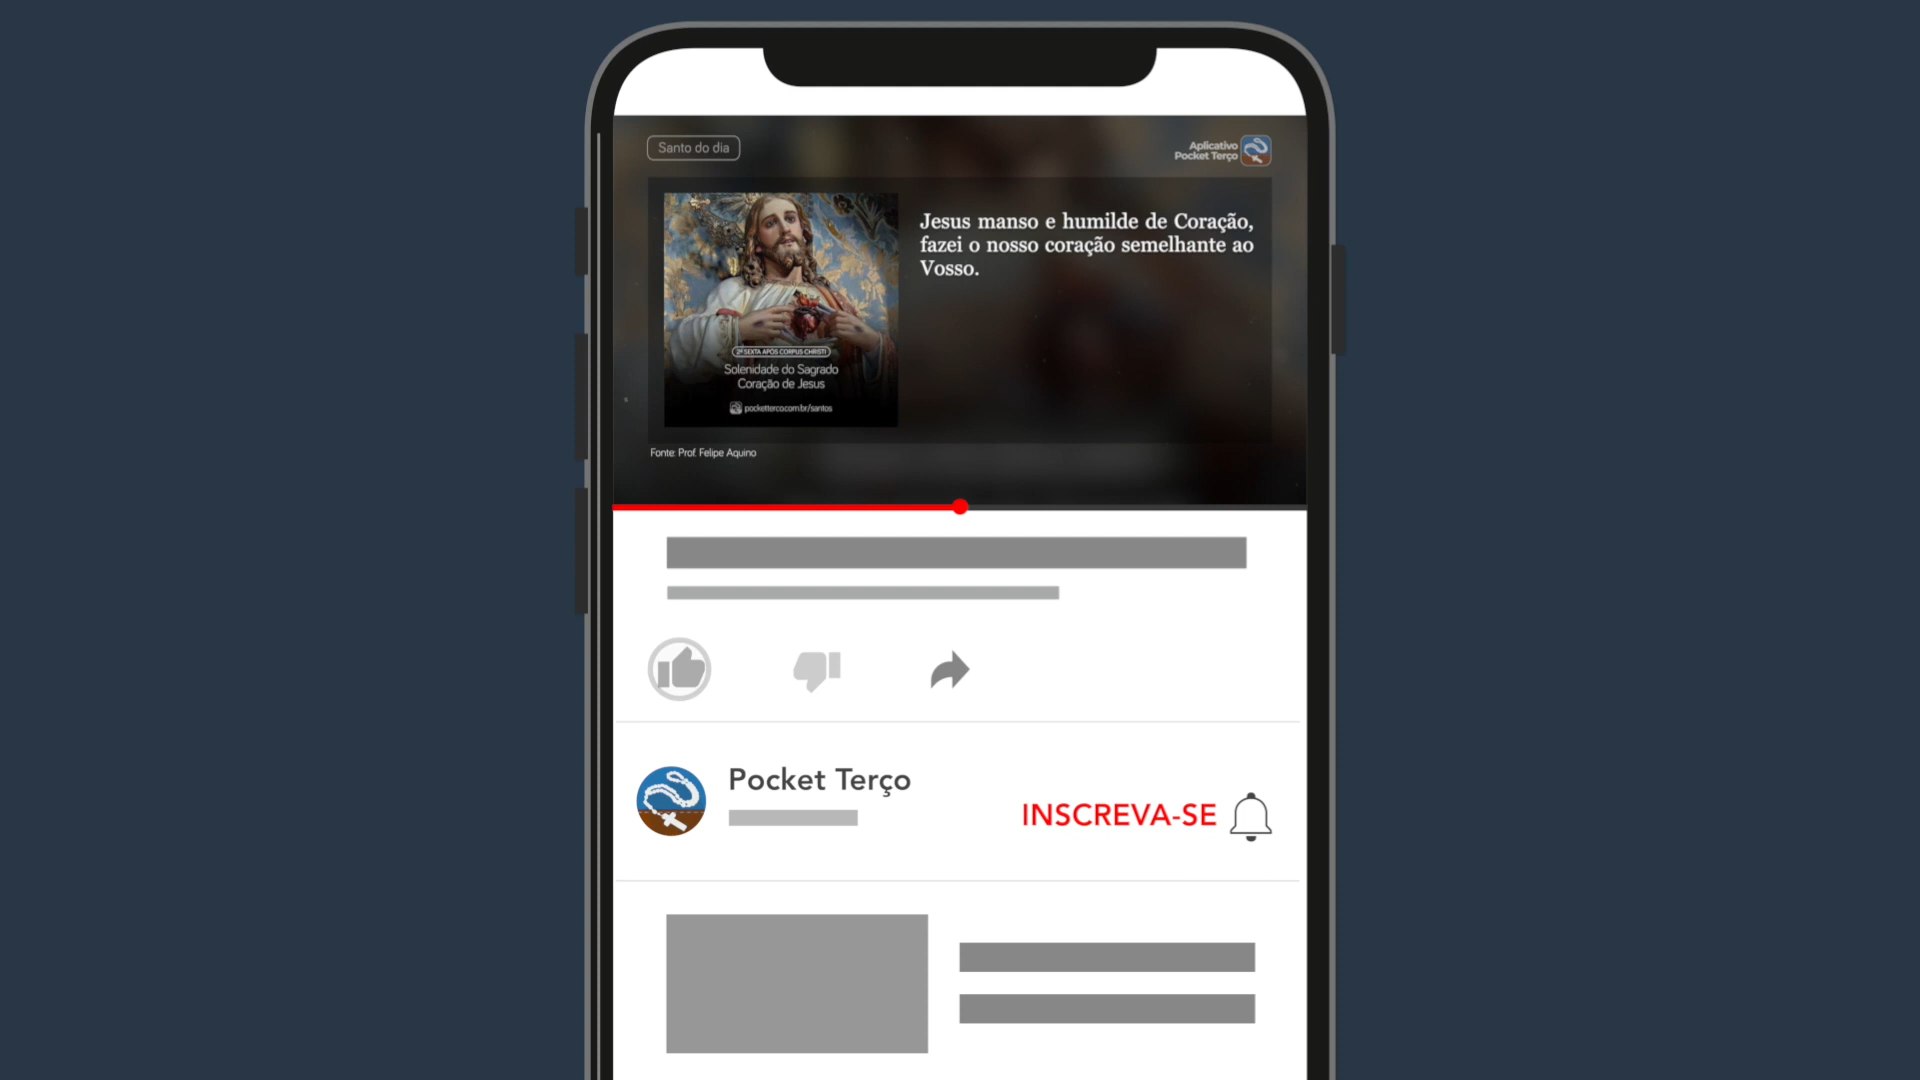 Santo do dia
Aplicativo
Pocket Terço
Jesus manso e humilde de Coração,
fazei o nosso coração semelhante ao
Vosso.
2ª SEXTA APÓS CORPUS CHRISTI
Solenidade do Sagrado
Coração de Jesus
pocketterco.com.br/santos
Fonte: Prof. Felipe Aquino
Pocket Terço
INSCREVA-SE